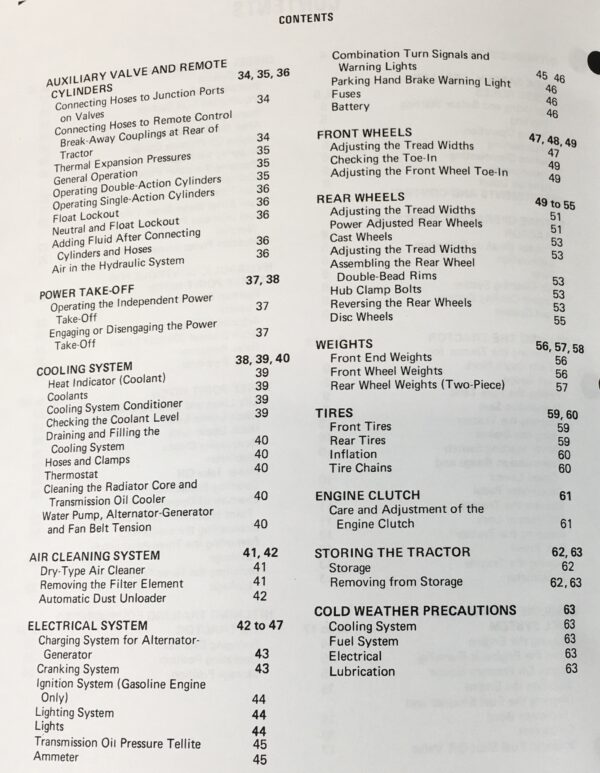 CONTENTS
AUXILIARY VALVE AND REMOTE
CYLINDERS 34, 35, 36
Connecting Hoses to Junction Ports
on Valves 34
Connecting Hoses to Remote Control
Break-Away Couplings at Rear of
Tractor 34
Thermal Expansion Pressures 35
General Operation 35
Operating Double-Action Cylinders 35
Operating Single-Action Cylinders 36
Float Lockout 36
Neutral and Float Lockout 36
Adding Fluid After Connecting
Cylinders and Hoses 36
Air in the Hydraulic System 36
POWER TAKE-OFF 37, 38
Operating the Independent Power
Take-Off 37
Engaging or Disengaging the Power
Take-Off 37
COOLING SYSTEM 38, 39, 40
Heat Indicator (Coolant) 39
Coolants 39
Cooling System Conditioner 39
Checking the Coolant Level 39
Draining and Filling the
Cooling System 40
Hoses and Clamps 40
Thermostat 40
Cleaning the Radiator Core and
Transmission Oil Cooler 40
Water Pump, Alternator-Generator
and Fan Belt Tension 40
AIR CLEANING SYSTEM 41, 42
Dry-Type Air Cleaner 41
Removing the Filter Element 41
Automatic Dust Unloader 42
ELECTRICAL SYSTEM 42 to 47
Charging System for Alternator-
Generator 43
Cranking System 43
Ignition System (Gasoline Engine
Only) 44
Lighting System 44
Lights 44
Transmission Oil Pressure Tellite 45
Ammeter 45
Combination Turn Signals and
Warning Lights 45
Parking Hand Brake Warning Light 46
Fuses 46
Battery 46
FRONT WHEELS 47, 48, 49
Adjusting the Tread Widths 47
Checking the Toe-In 49
Adjusting the Front Wheel Toe-In 49
REAR WHEELS 49 to 55
Adjusting the Tread Widths 51
Power Adjusted Rear Wheels 51
Cast Wheels 53
Adjusting the Tread Widths 53
Assembling the Rear Wheel
Double-Bead Rims 53
Hub Clamp Bolts 53
Reversing the Rear Wheels 53
Disc Wheels 55
WEIGHTS 56, 57, 58
Front End Weights 56
Front Wheel Weights 56
Rear Wheel Weights (Two-Piece) 57
TIRES 59, 60
Front Tires 59
Rear Tires 59
Inflation 60
Tire Chains 60
ENGINE CLUTCH 61
Care and Adjustment of the
Engine Clutch 61
STORING THE TRACTOR 62, 63
Storage 62
Removing from Storage 62, 63
COLD WEATHER PRECAUTIONS 63
Cooling System 63
Fuel System 63
Electrical 63
Lubrication 63